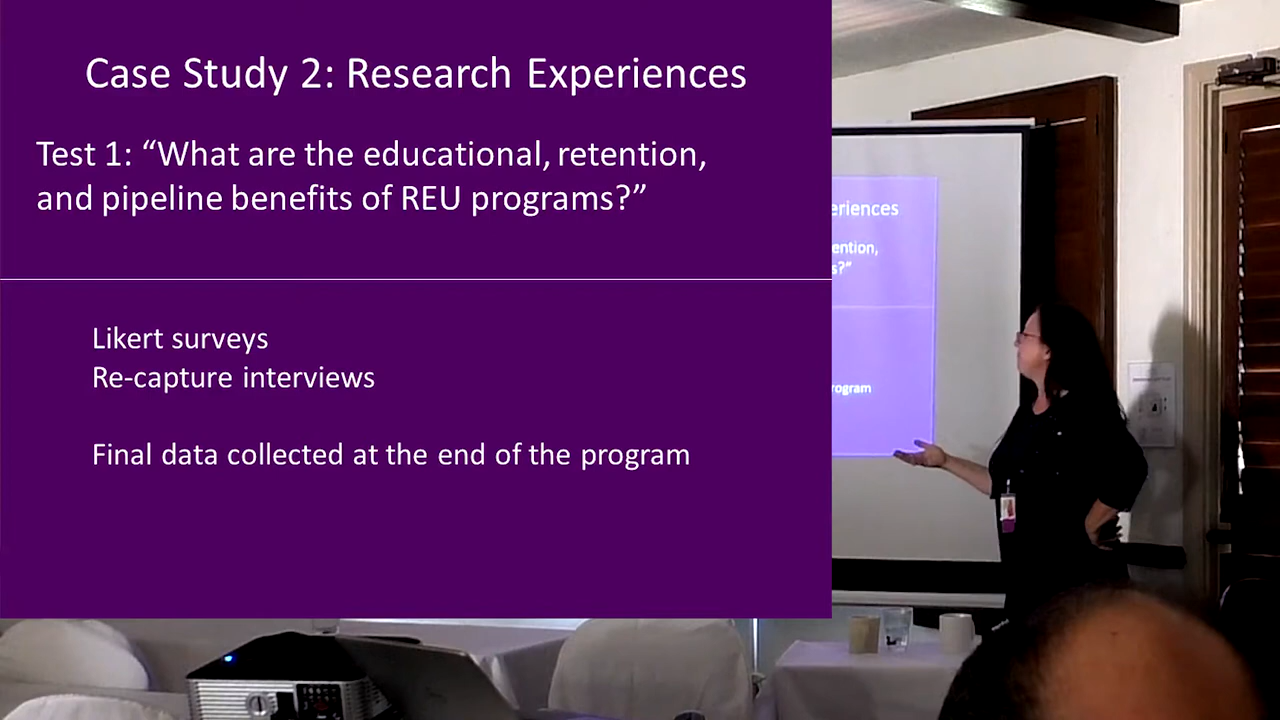 Case Study 2: Research Experiences
Test 1: “What are the educational, retention,
and pipeline benefits of REU programs?”
Likert surveys
Re-capture interviews
Final data collected at the end of the program
eriences
ention,
s?”
rogram